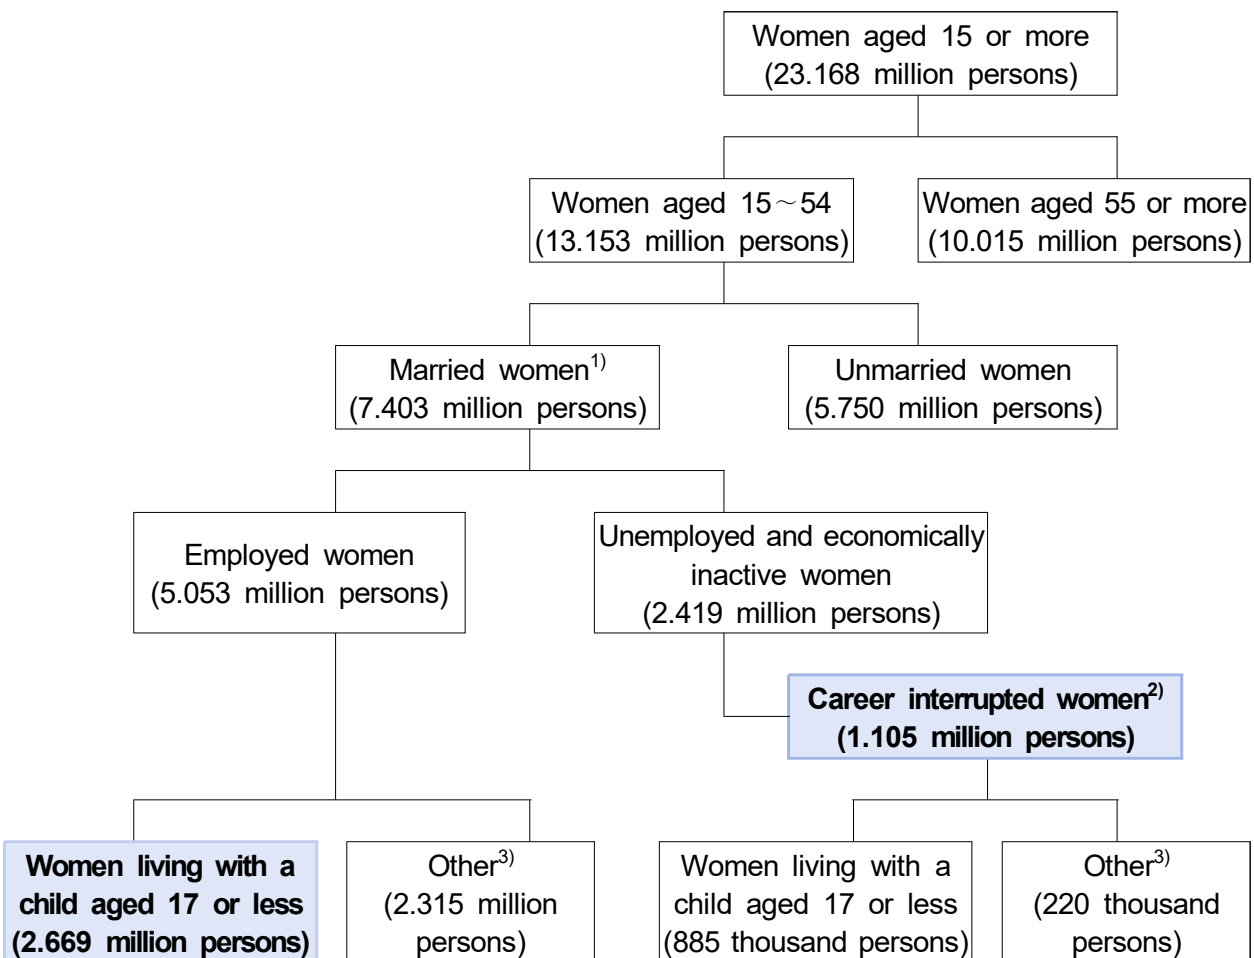 Women aged 15 or more
(23.168 million persons)
Women aged 15~54
(13.153 million persons)
Women aged 55 or more
(10.015 million persons)
Married women1)
(7.403 million persons)
Unmarried women
(5.750 million persons)
Employed women
(5.053 million persons)
Unemployed and economically
inactive women
(2.419 million persons)
Career interrupted women2)
(1.105 million persons)
Women living with a
child aged 17 or less
(2.669 million persons)
Other3)
(2.315 million
persons)
Women living with a
child aged 17 or less
(885 thousand persons)
Other3)
(220 thousand
persons)